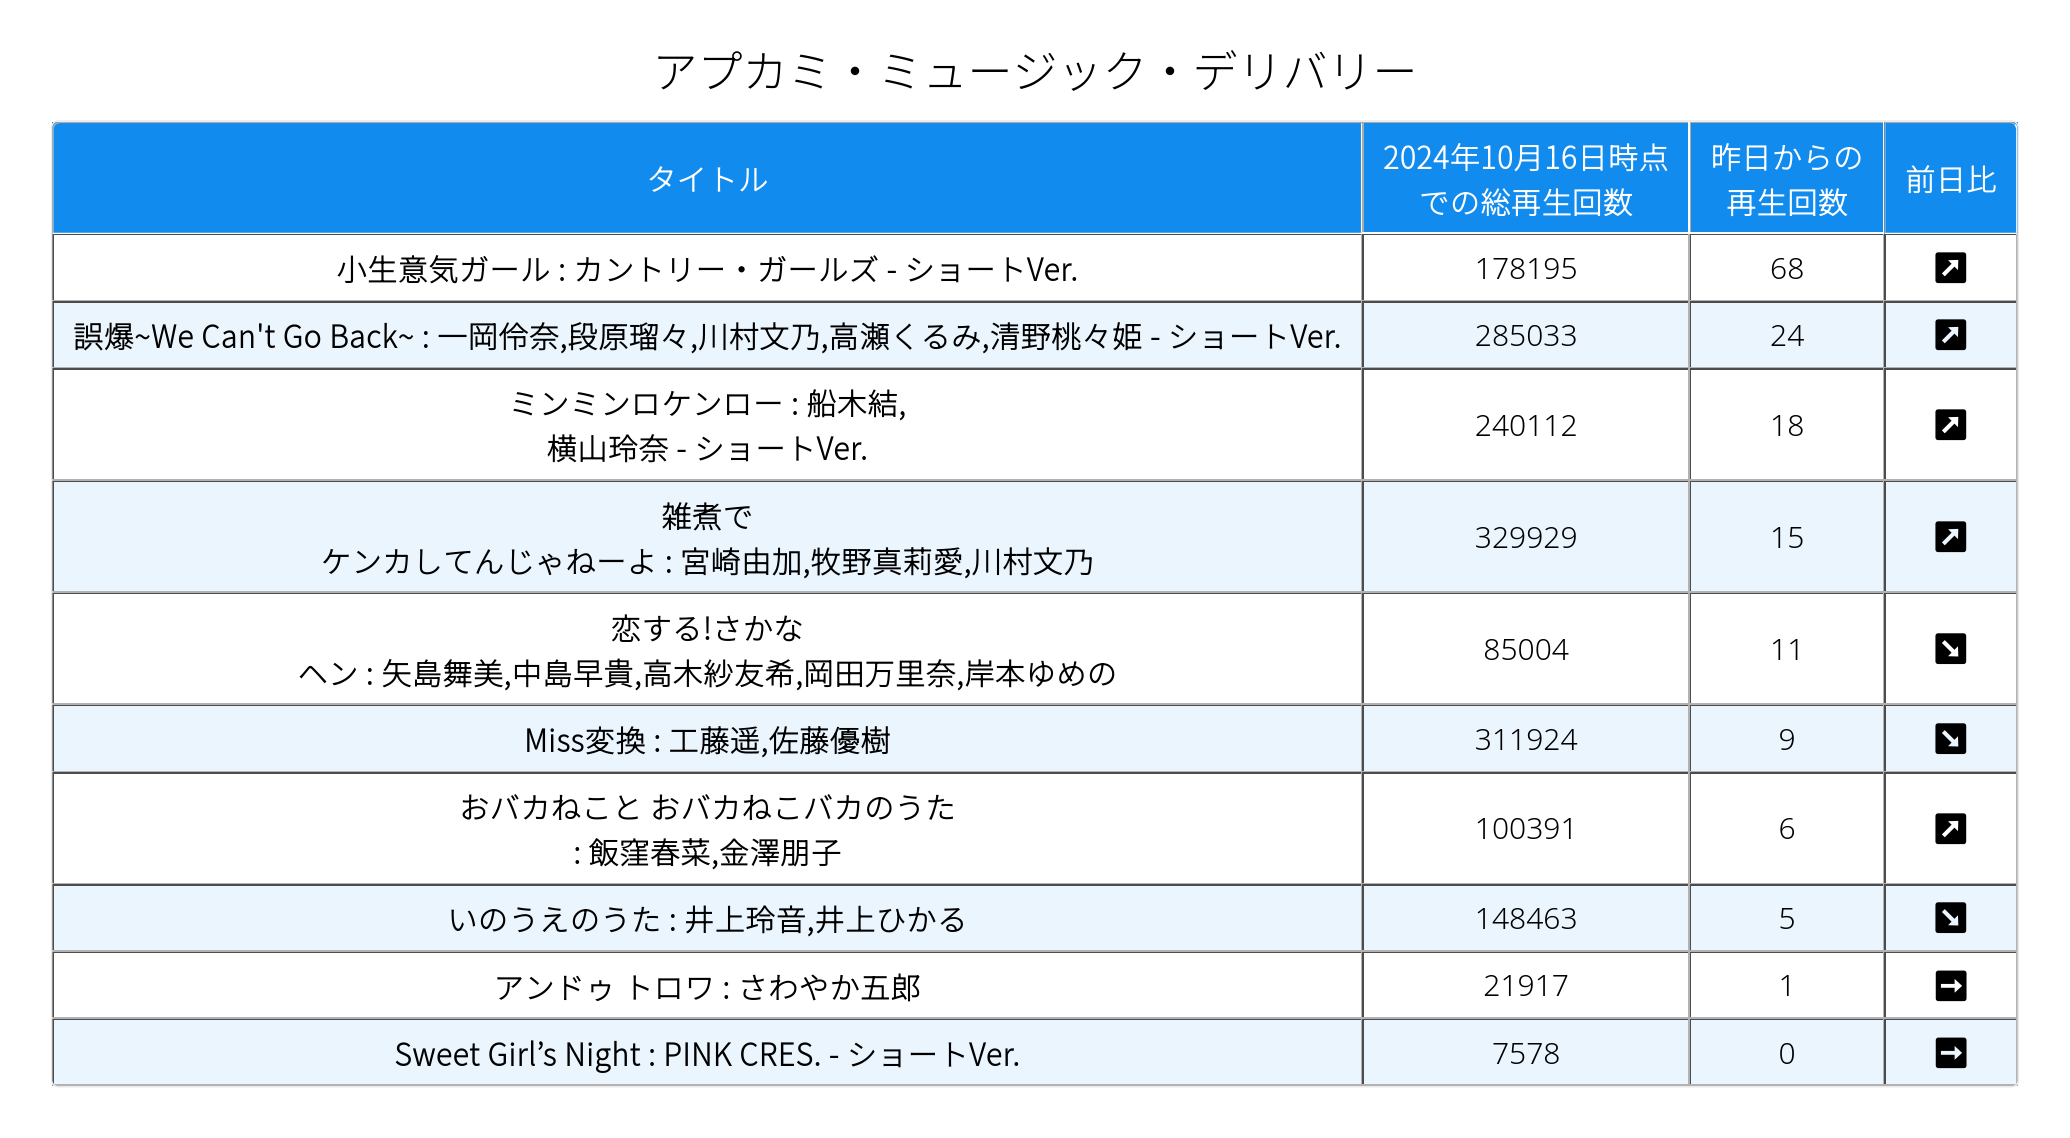 アプカミ・ミュージック・デリバリー
タイトル
2024年10月16日時点
での総再生回数
昨日からの
再生回数
前日比
小生意気ガール : カントリー・ガールズ - ショートVer.
178195
68
誤爆~We Can't Go Back~ : 一岡伶奈,段原瑠々,川村文乃,高瀬くるみ,清野桃々姫 - ショートVer.
285033
24
ミンミンロケンロー : 船木結,
横山玲奈 - ショートVer.
240112
18
雑煮で
ケンカしてんじゃねーよ : 宮崎由加,牧野真莉愛,川村文乃
329929
15
恋する!さかな
ヘン : 矢島舞美,中島早貴,高木紗友希,岡田万里奈,岸本ゆめの
85004
11
Miss変換 : 工藤遥,佐藤優樹
311924
9
おバカねこと おバカねこバカのうた
: 飯窪春菜,金澤朋子
100391
6
いのうえのうた : 井上玲音,井上ひかる
148463
5
アンドゥ トロワ : さわやか五郎
21917
1
Sweet Girl’s Night : PINK CRES. - ショートVer.
7578
0